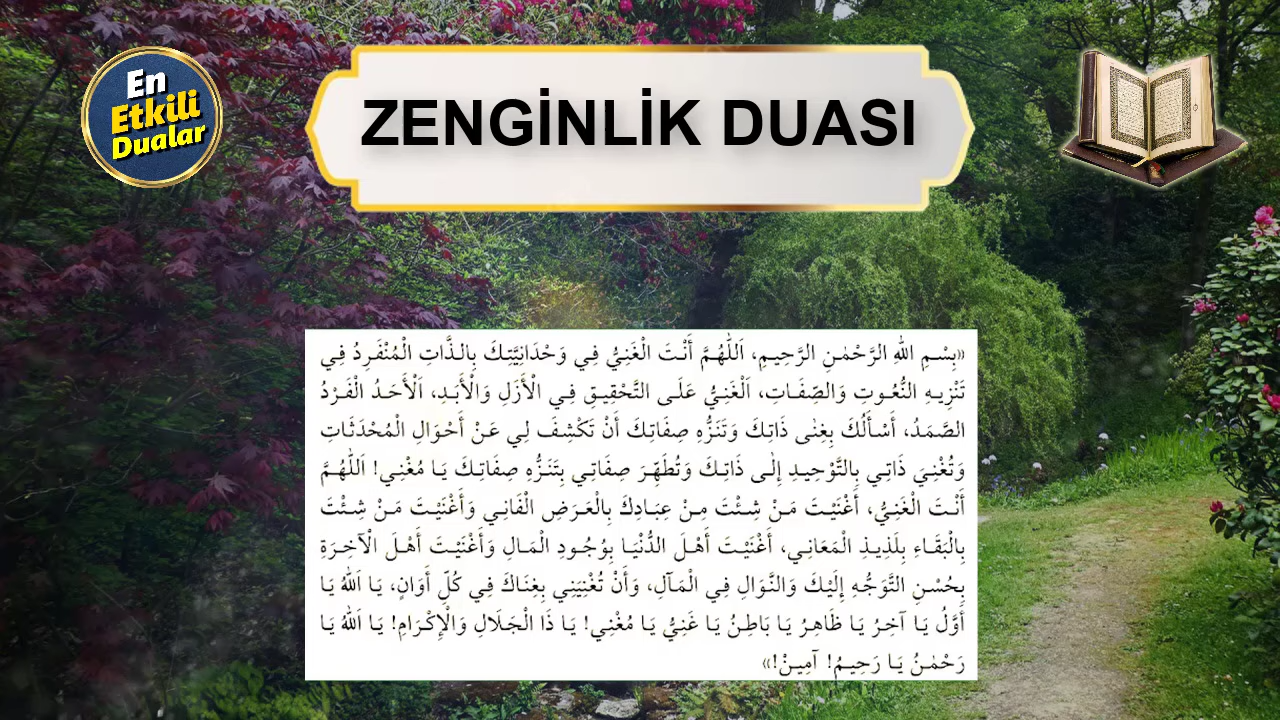 En
Etkili
Dualar
ZENGİNLİK DUASI
«بِسْمِ اللهِ الرَّحْمٰنِ الرَّحِيمِ، اَللّٰهُمَّ أَنْتَ الْغَنِيُّ فِي وَحْدَانِيَّتِكَ بِالذَّاتِ الْمُنْفَرِدُ فِي
تَنْزِيهِ النُّعُوتِ وَالصِّفَاتِ، اَلْغَنِيُّ عَلَى التَّحْقِيقِ فِي الْأَزَلِ وَالْأَبَدِ، اَلْأَحَدُ الْفَرْدُ
الصَّمَدُ، أَسْأَلُكَ بِغِنٰى ذَاتِكَ وَتَنَزُّهِ صِفَاتِكَ أَنْ تَكْشِفَ لِي عَنْ أَحْوَالِ الْمُحْدَثَاتِ
وَتُغْنِيَ ذَاتِي بِالتَّوْحِيدِ إِلٰى ذَاتِكَ وَتُطَهِّرَ صِفَاتِي بِتَنَزُّهِ صِفَاتِكَ يَا مُغْنِي! اَللّٰهُمَّ
أَنْتَ الْغَنِيُّ، أَغْنَيْتَ مَنْ شِئْتَ مِنْ عِبَادِكَ بِالْعَرَضِ الْفَانِي وَأَغْنَيْتَ مَنْ شِئْتَ
بِالْبَقَاءِ بِلَذِيذِ الْمَعَانِي، أَغْنَيْتَ أَهْلَ الدُّنْيَا بِوُجُودِ الْمَالِ وَأَغْنَيْتَ أَهْلَ الْآخِرَةِ
بِحُسْنِ التَّوَجُّهِ إِلَيْكَ وَالنَّوَالِ فِي الْمَآلِ، وَأَنْ تُغْنِيَنِي بِغِنَاكَ فِي كُلِّ أَوَانٍ، يَا اَللهُ يَا
أَوَّلُ يَا آخِرُ يَا ظَاهِرُ يَا بَاطِنُ يَا غَنِيُّ يَا مُغْنِي! يَا ذَا الْجَلَالِ وَالْإِكْرَامِ! يَا اَللهُ يَا
رَحْمٰنُ يَا رَحِيمُ! آمِينْ!»